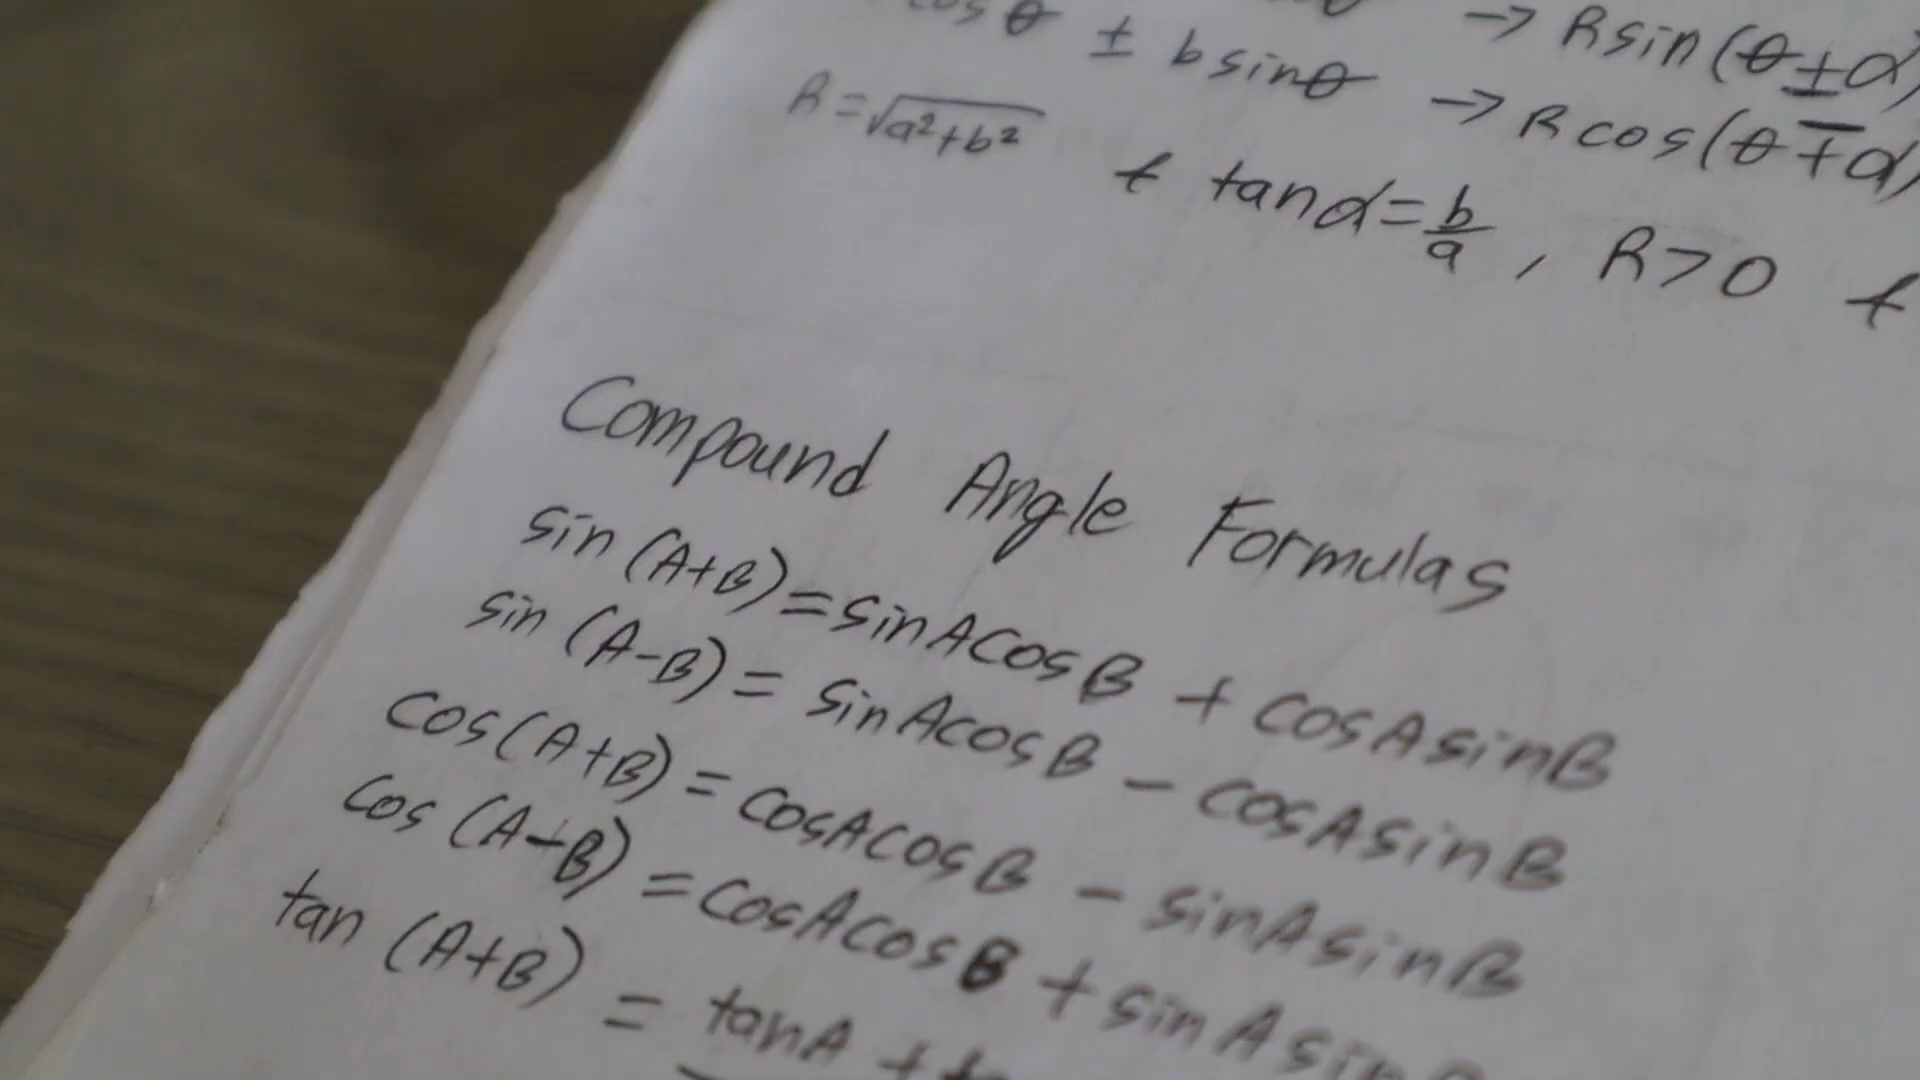 → Rsin(θ±α)
cosθ ± bsinθ → Rcos(θ∓α)
R=√a²+b² & tanα=b/a, R>0 &
Compound Angle Formulas
sin (A+B)=sinAcosB + cosAsinB
sin (A-B)= sinAcosB - cosAsinB
cos(A+B) = cosAcosB - sinAsinB
cos (A-B) =cosAcosB + sinAsinB
tan (A+B) = tanA +